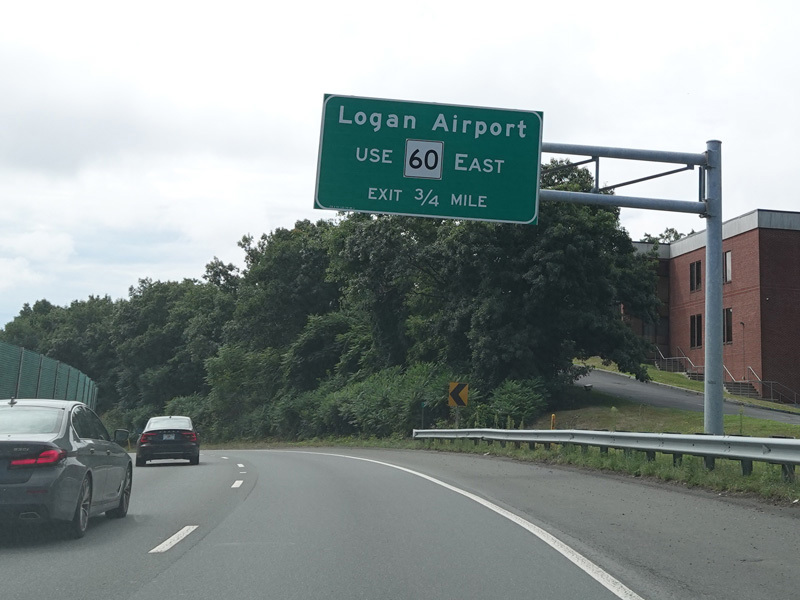 Logan Airport
USE 60 EAST
EXIT 3/4 MILE